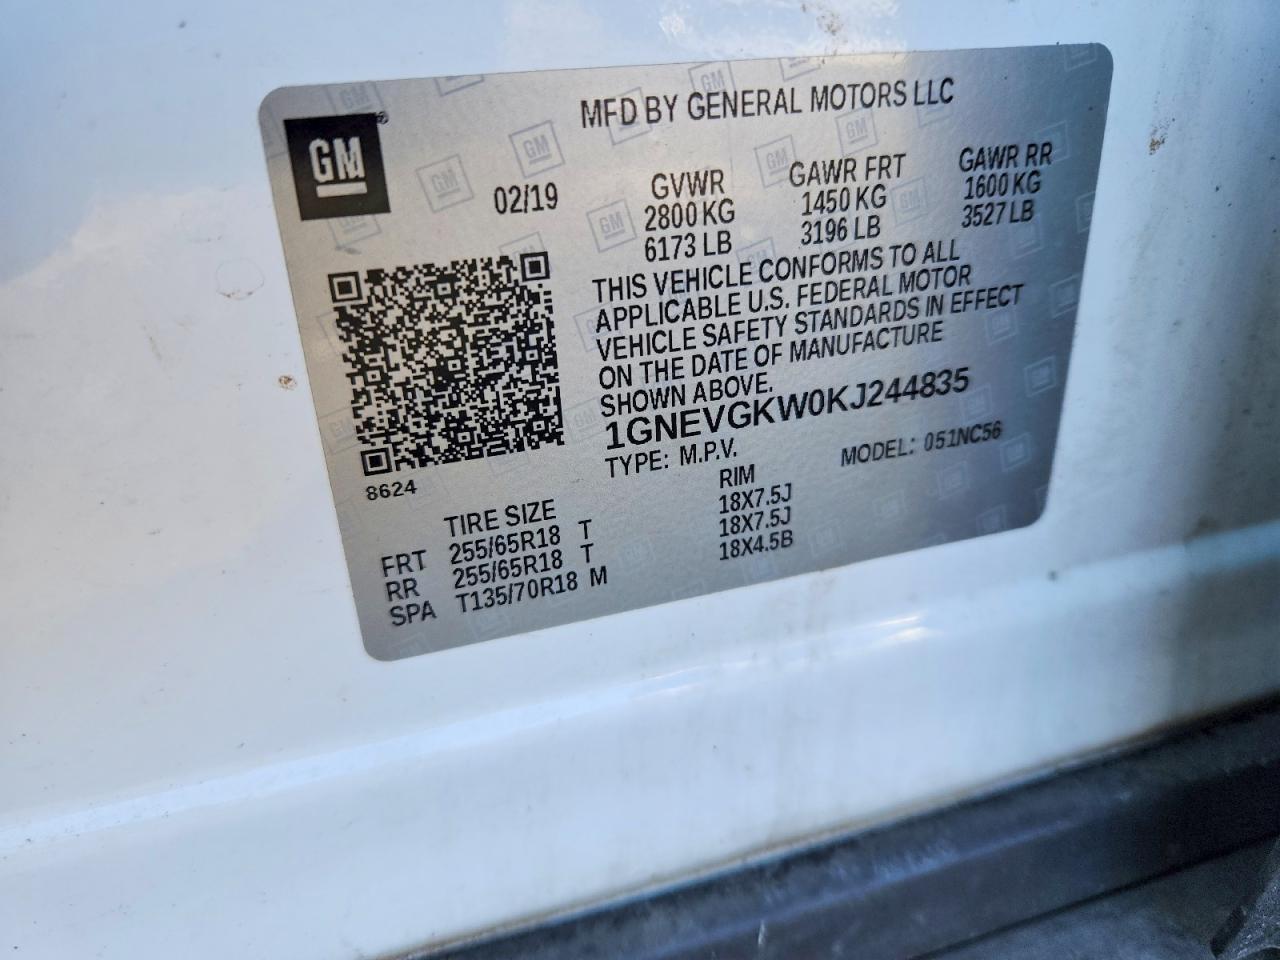 MFD BY GENERAL MOTORS LLC
GM ®
02/19
GVWR GAWR FRT GAWR RR
2800 KG 1450 KG 1600 KG
6173 LB 3196 LB 3527 LB
THIS VEHICLE CONFORMS TO ALL
APPLICABLE U.S. FEDERAL MOTOR
VEHICLE SAFETY STANDARDS IN EFFECT
ON THE DATE OF MANUFACTURE
SHOWN ABOVE.
1GNEVGKW0KJ244835
TYPE: M.P.V. MODEL: 051NC56
8624
TIRE SIZE RIM
FRT 255/65R18 T 18X7.5J
RR 255/65R18 T 18X7.5J
SPA T135/70R18 M 18X4.5B